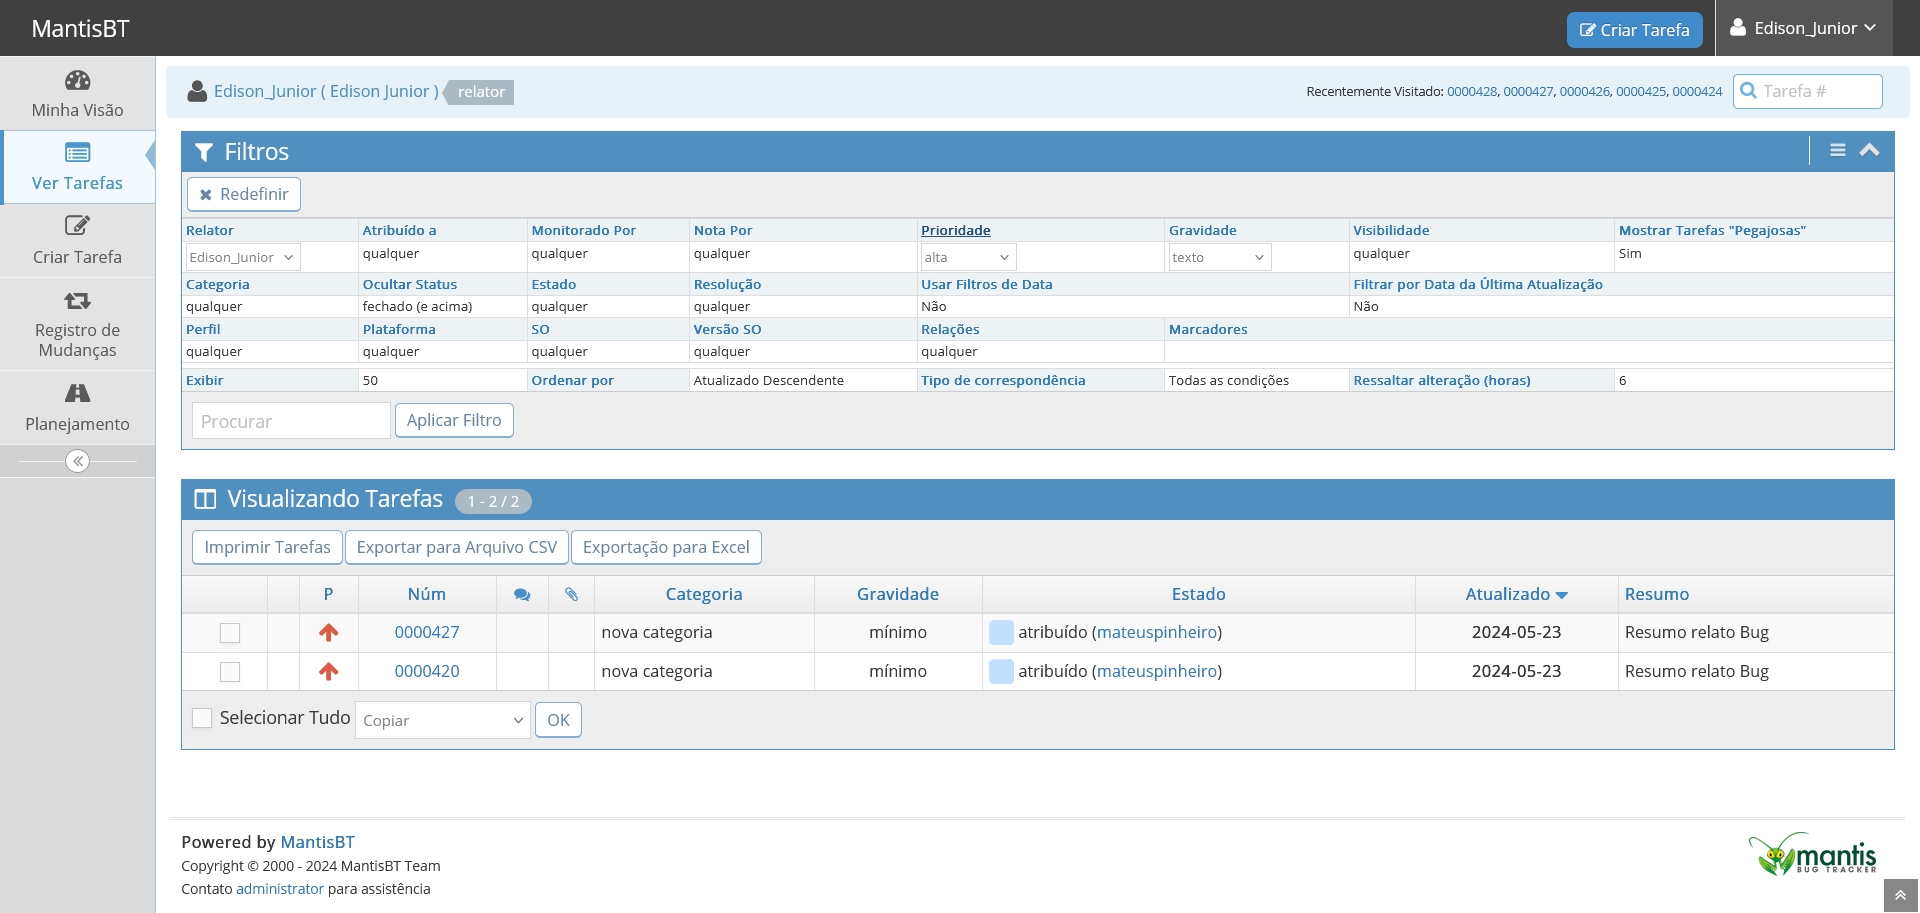 MantisBT
Criar Tarefa
Edison_Junior
Minha Visão
Ver Tarefas
Criar Tarefa
Registro de
Mudanças
Planejamento
Edison_Junior ( Edison Junior ) relator
Recentemente Visitado: 0000428, 0000427, 0000426, 0000425, 0000424
Tarefa #
Filtros
Redefinir
Relator Atribuído a Monitorado Por Nota Por Prioridade Gravidade Visibilidade Mostrar Tarefas "Pegajosas"
Edison_Junior qualquer qualquer qualquer alta texto qualquer Sim
Categoria Ocultar Status Estado Resolução Usar Filtros de Data Filtrar por Data da Última Atualização
qualquer fechado (e acima) qualquer qualquer Não Não
Perfil Plataforma SO Versão SO Relações Marcadores
qualquer qualquer qualquer qualquer qualquer
Exibir 50 Ordenar por Atualizado Descendente Tipo de correspondência Todas as condições Ressaltar alteração (horas) 6
Procurar Aplicar Filtro
Visualizando Tarefas 1 - 2 / 2
Imprimir Tarefas Exportar para Arquivo CSV Exportação para Excel
P Núm Categoria Gravidade Estado Atualizado Resumo
0000427 nova categoria mínimo atribuído (mateuspinheiro) 2024-05-23 Resumo relato Bug
0000420 nova categoria mínimo atribuído (mateuspinheiro) 2024-05-23 Resumo relato Bug
Selecionar Tudo Copiar OK
Powered by MantisBT
Copyright © 2000 - 2024 MantisBT Team
Contato administrator para assistência
mantis
BUG TRACKER